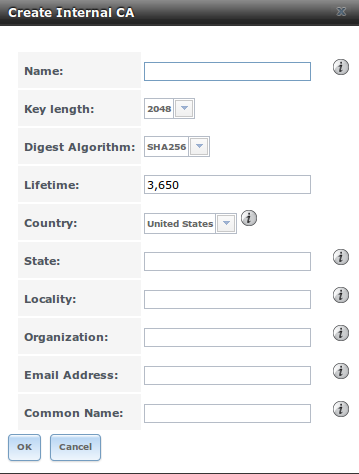 Create Internal CA
Name:
Key length: 2048
Digest Algorithm: SHA256
Lifetime: 3,650
Country: United States
State:
Locality:
Organization:
Email Address:
Common Name:
OK Cancel